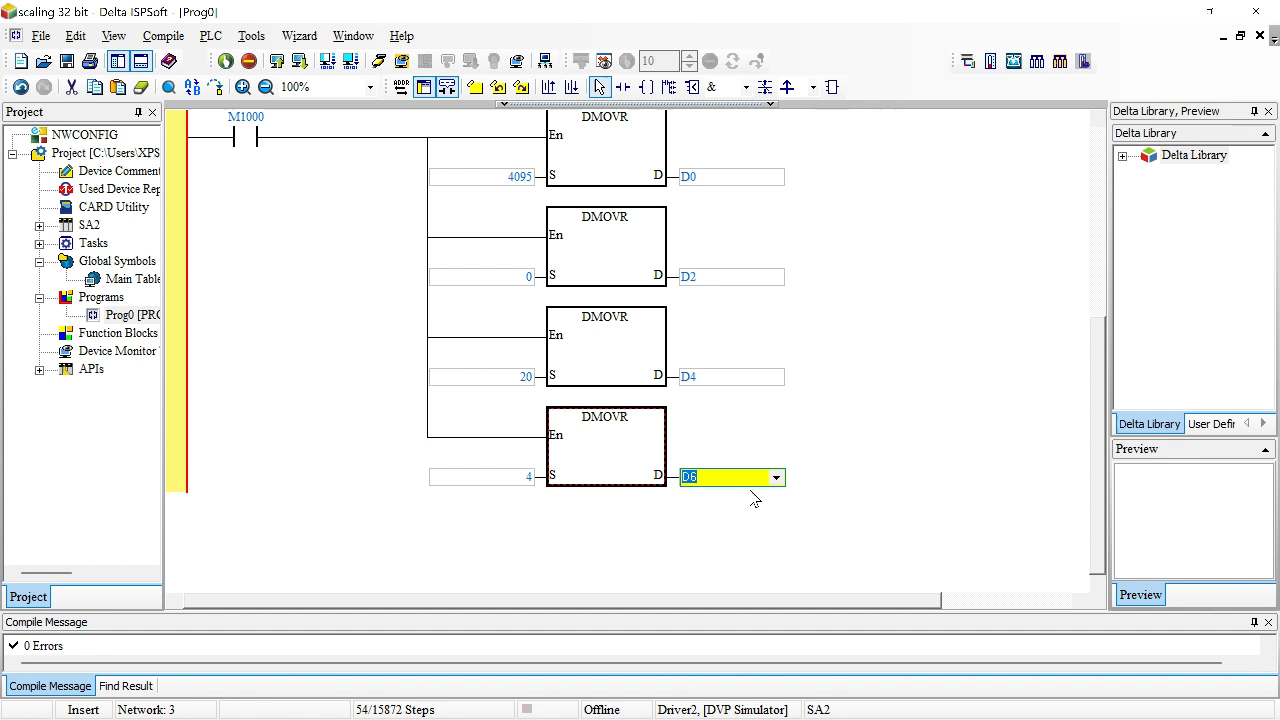 scaling 32 bit - Delta ISPSoft - [Prog0]
File Edit View Compile PLC Tools Wizard Window Help
10
100%
&
Project
NWCONFIG
Project [C:\Users\XPS
Device Comment
Used Device Rep
CARD Utility
SA2
Tasks
Global Symbols
Main Table
Programs
Prog0 [PRG
Function Blocks
Device Monitor
APIs
Project
M1000
DMOVR
En
4095 S D D0
DMOVR
En
0 S D D2
DMOVR
En
20 S D D4
DMOVR
En
4 S D D6
Delta Library, Preview
Delta Library
Delta Library
Delta Library User Defin
Preview
Preview
Compile Message
0 Errors
Compile Message Find Result
Insert Network: 3 54/15872 Steps Offline Driver2, [DVP Simulator] SA2